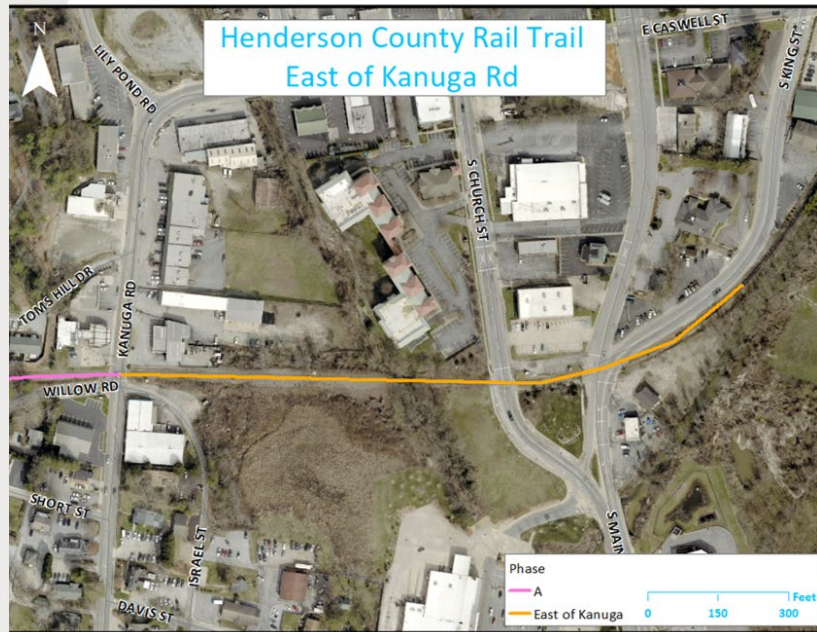 Henderson County Rail Trail
East of Kanuga Rd
N
E CASWELL ST
S KING ST
LILY POND RD
S CHURCH ST
TOMS HILL DR
KANUGA RD
WILLOW RD
SHORT ST
ISRAEL ST
DAVIS ST
S MAIN
Phase
A
East of Kanuga
Feet
0 150 300